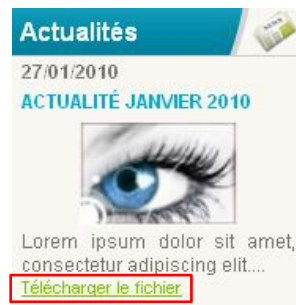 Actualités
27/01/2010
ACTUALITÉ JANVIER 2010
Lorem ipsum dolor sit amet,
consectetur adipiscing elit....
Télécharger le fichier